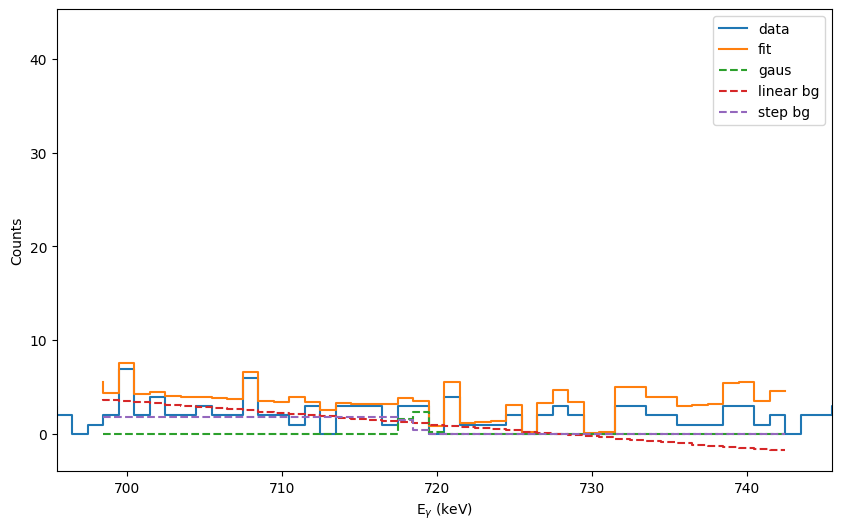 data
fit
gaus
linear bg
step bg
40
30
20
10
0
Counts
700
710
720
730
740
Eγ (keV)